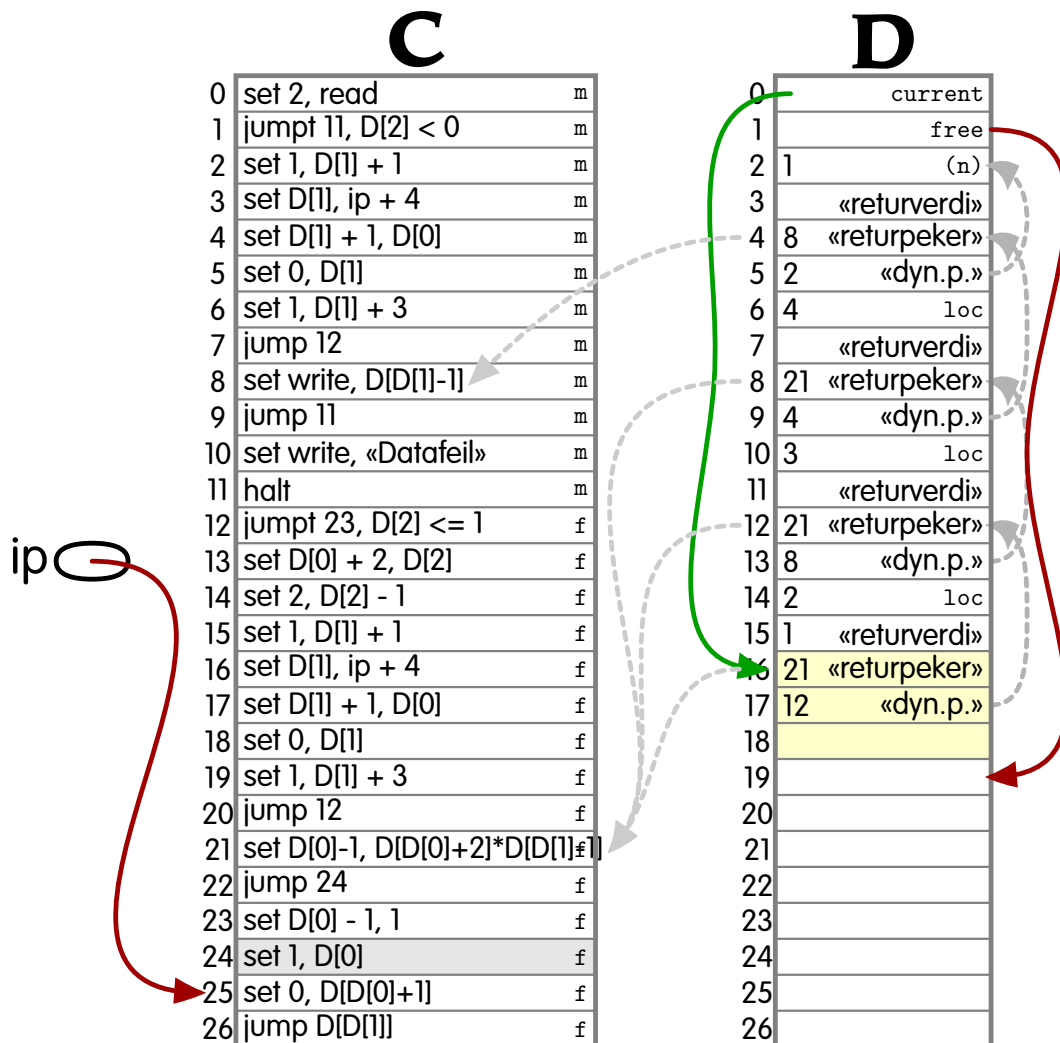 C D
0 set 2, read m
1 jumpt 11, D[2] < 0 m
2 set 1, D[1] + 1 m
3 set D[1], ip + 4 m
4 set D[1] + 1, D[0] m
5 set 0, D[1] m
6 set 1, D[1] + 3 m
7 jump 12 m
8 set write, D[D[1]-1] m
9 jump 11 m
10 set write, «Datafeil» m
11 halt m
12 jumpt 23, D[2] <= 1 f
13 set D[0] + 2, D[2] f
14 set 2, D[2] - 1 f
15 set 1, D[1] + 1 f
16 set D[1], ip + 4 f
17 set D[1] + 1, D[0] f
18 set 0, D[1] f
19 set 1, D[1] + 3 f
20 jump 12 f
21 set D[0]-1, D[D[0]+2]*D[D[1]-1] f
22 jump 24 f
23 set D[0] - 1, 1 f
24 set 1, D[0] f
25 set 0, D[D[0]+1] f
26 jump D[D[1]] f
ip
0 current
1 free
2 1 (n)
3 «returverdi»
4 8 «returpeker»
5 2 «dyn.p.»
6 4 loc
7 «returverdi»
8 21 «returpeker»
9 4 «dyn.p.»
10 3 loc
11 «returverdi»
12 21 «returpeker»
13 8 «dyn.p.»
14 2 loc
15 1 «returverdi»
16 21 «returpeker»
17 12 «dyn.p.»
18
19
20
21
22
23
24
25
26